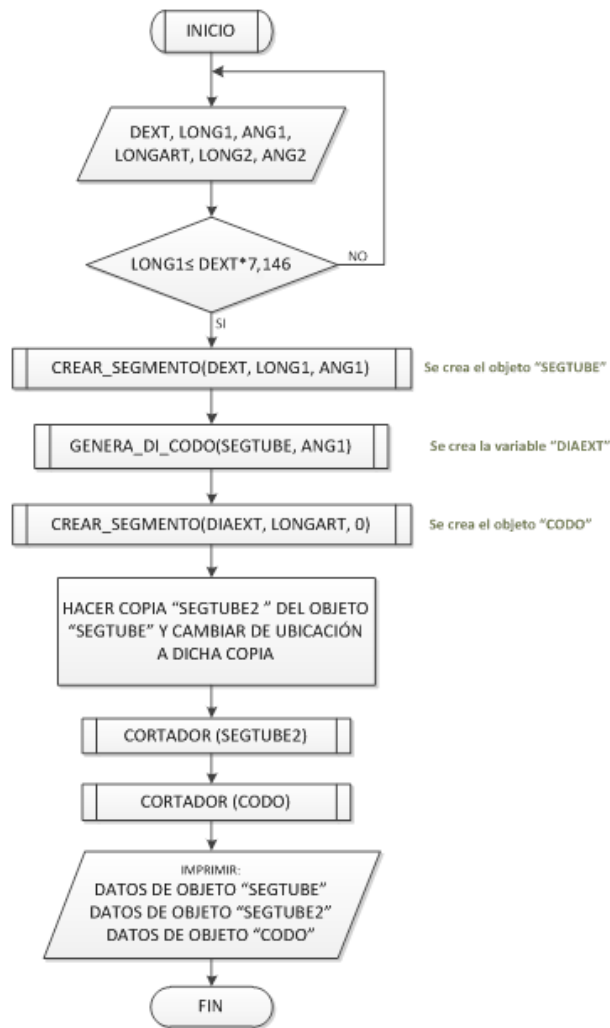 INICIO
DEXT, LONG1, ANG1,
LONGART, LONG2, ANG2
LONG1≤ DEXT*7,146
NO
SI
CREAR_SEGMENTO(DEXT, LONG1, ANG1)
Se crea el objeto "SEGTUBE"
GENERA_DI_CODO(SEGTUBE, ANG1)
Se crea la variable "DIAEXT"
CREAR_SEGMENTO(DIAEXT, LONGART, 0)
Se crea el objeto "CODO"
HACER COPIA "SEGTUBE2 " DEL OBJETO
"SEGTUBE" Y CAMBIAR DE UBICACIÓN
A DICHA COPIA
CORTADOR (SEGTUBE2)
CORTADOR (CODO)
IMPRIMIR:
DATOS DE OBJETO "SEGTUBE"
DATOS DE OBJETO "SEGTUBE2"
DATOS DE OBJETO "CODO"
FIN